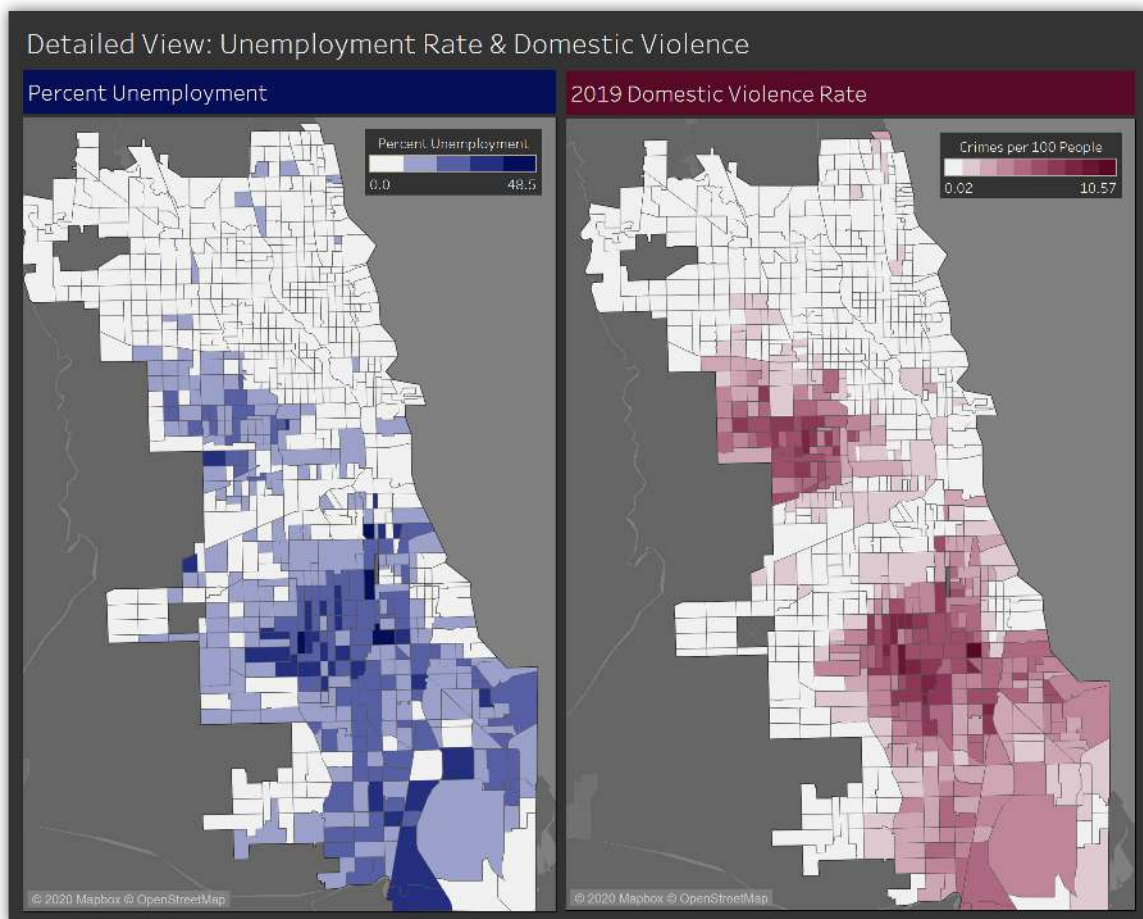 Detailed View: Unemployment Rate & Domestic Violence
Percent Unemployment
Percent Unemployment
0.0 48.5
© 2020 Mapbox © OpenStreetMap
2019 Domestic Violence Rate
Crimes per 100 People
0.02 10.57
© 2020 Mapbox © OpenStreetMap